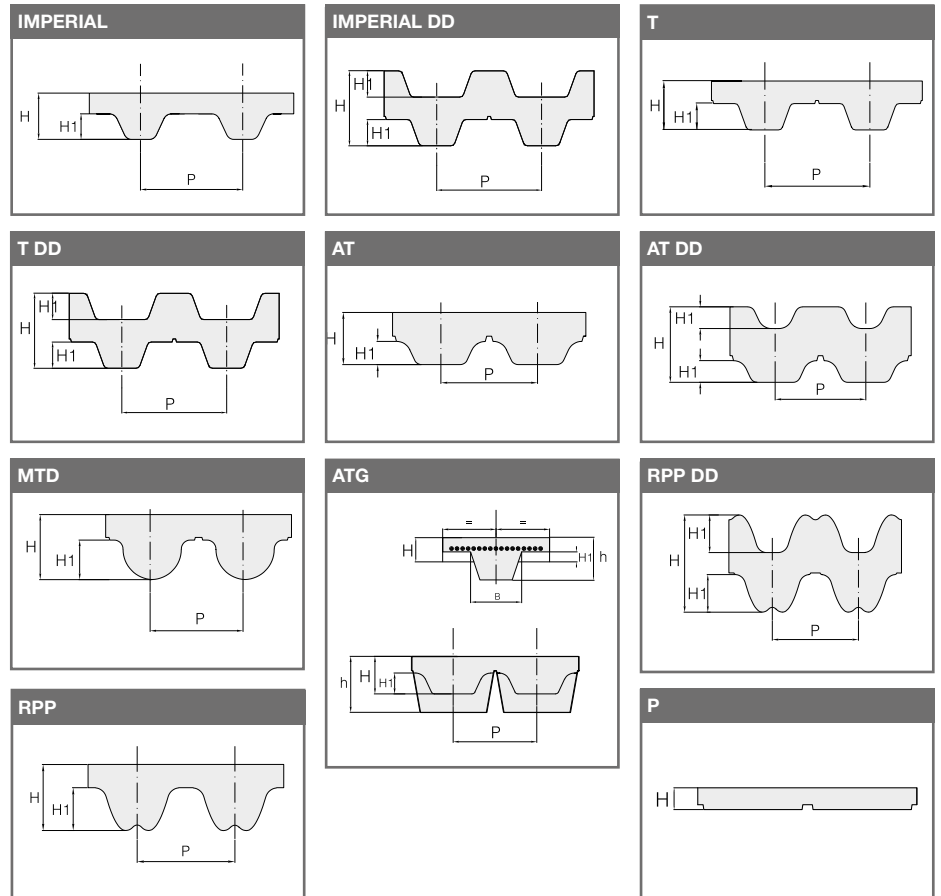 IMPERIAL
H
H1
P
IMPERIAL DD
H1
H
H1
P
T
H
H1
P
T DD
H1
H
H1
P
AT
H
H1
P
AT DD
H1
H
H1
P
MTD
H
H1
P
ATG
= =
H H1 h
B
h H H1
P
RPP DD
H1
H
H1
P
RPP
H
H1
P
P
H